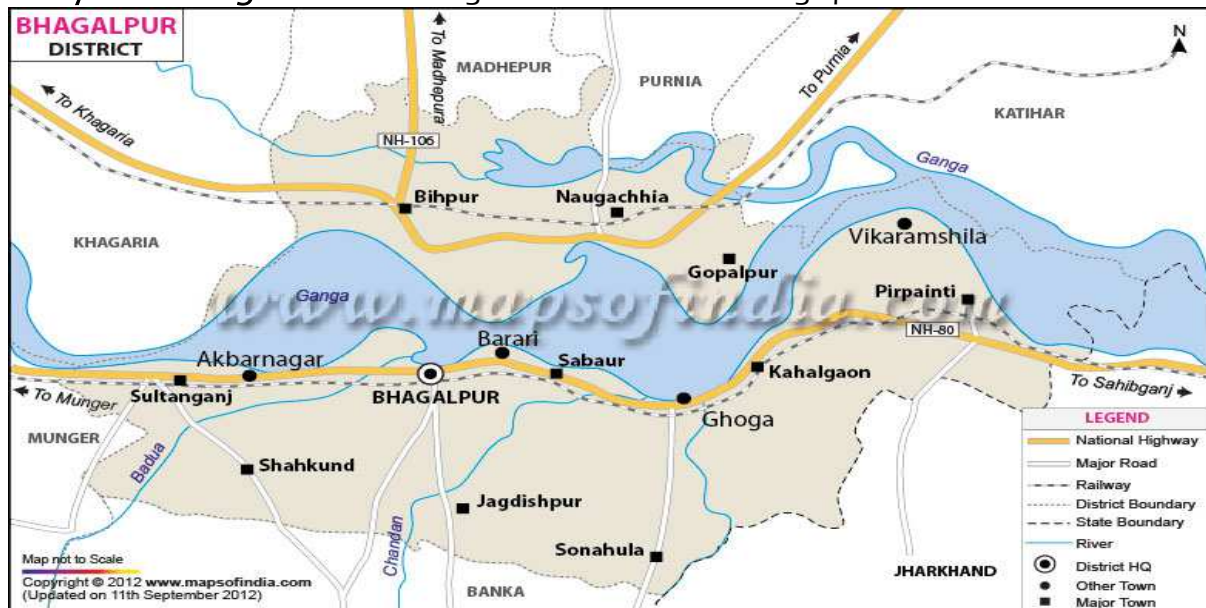 BHAGALPUR
DISTRICT
To Madhepura
MADHEPUR
PURNIA
To Purnia
N
KATIHAR
To Khagaria
NH-106
Ganga
Bihpur
Naugachhia
KHAGARIA
Vikaramshila
Gopalpur
Ganga
Pirpainti
www.mapsofindia.com
NH-80
Barari
Akbarnagar
Sabaur
Kahalgaon
To Sahibganj
Sultanganj
BHAGALPUR
To Munger
Ghoga
MUNGER
Badua
Shahkund
Jagdishpur
Chandan
Sonahula
BANKA
JHARKHAND
LEGEND
National Highway
Major Road
Railway
District Boundary
State Boundary
River
District HQ
Other Town
Major Town
Map not to Scale
Copyright © 2012 www.mapsofindia.com
(Updated on 11th September 2012)